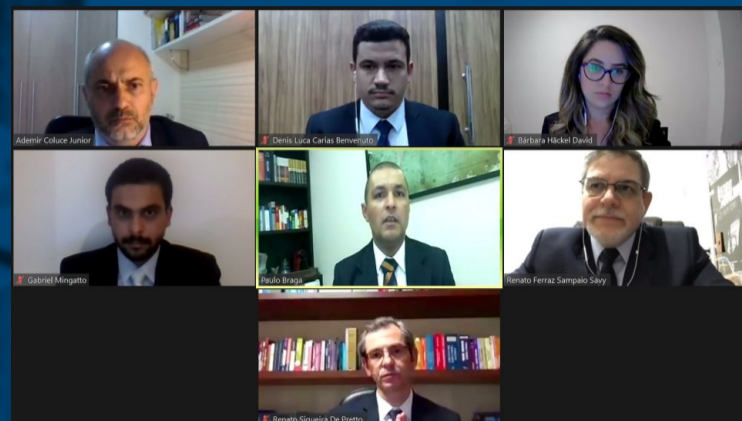 Ademir Coluce Junior
Denis Luca Carias Benvenuto
Bárbara Häckel David
Gabriel Mingatto
Paulo Braga
Renato Ferraz Sampaio Savy
Renato Siqueira De Pretto